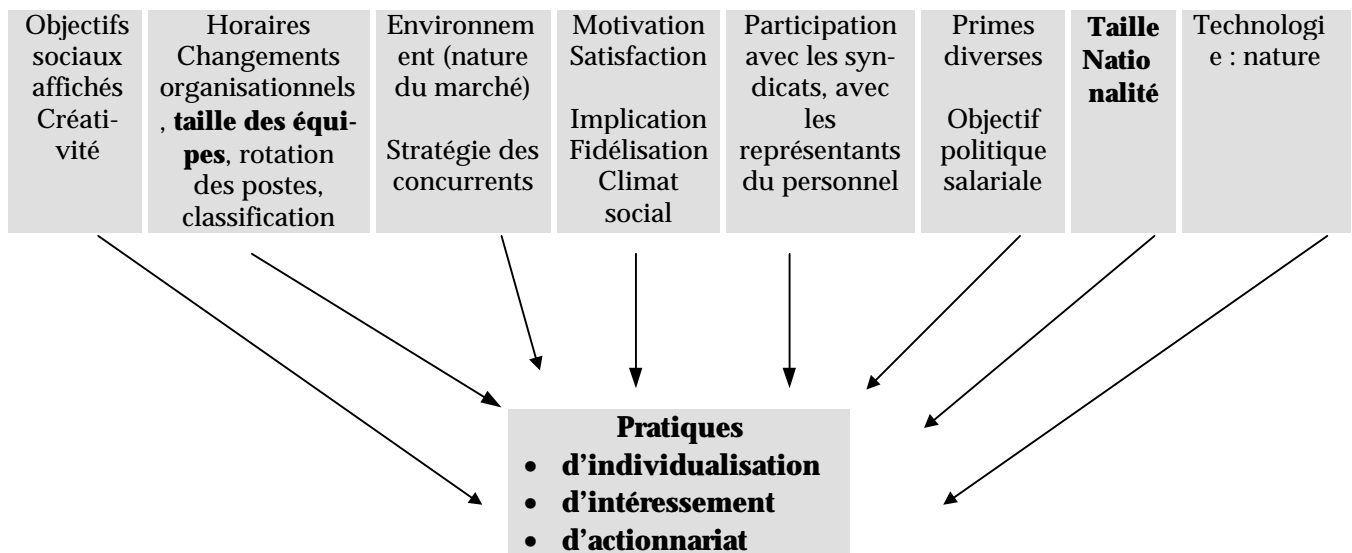 Objectifs
sociaux
affichés
Créati-
vité
Horaires
Changements
organisationnels
, taille des équi-
pes, rotation
des postes,
classification
Environnem
ent (nature
du marché)
Stratégie des
concurrents
Motivation
Satisfaction
Implication
Fidélisation
Climat
social
Participation
avec les syn-
dicats, avec
les
représentants
du personnel
Primes
diverses
Objectif
politique
salariale
Taille
Natio
nalité
Technologi
e : nature
Pratiques
• d’individualisation
• d’intéressement
• d’actionnariat